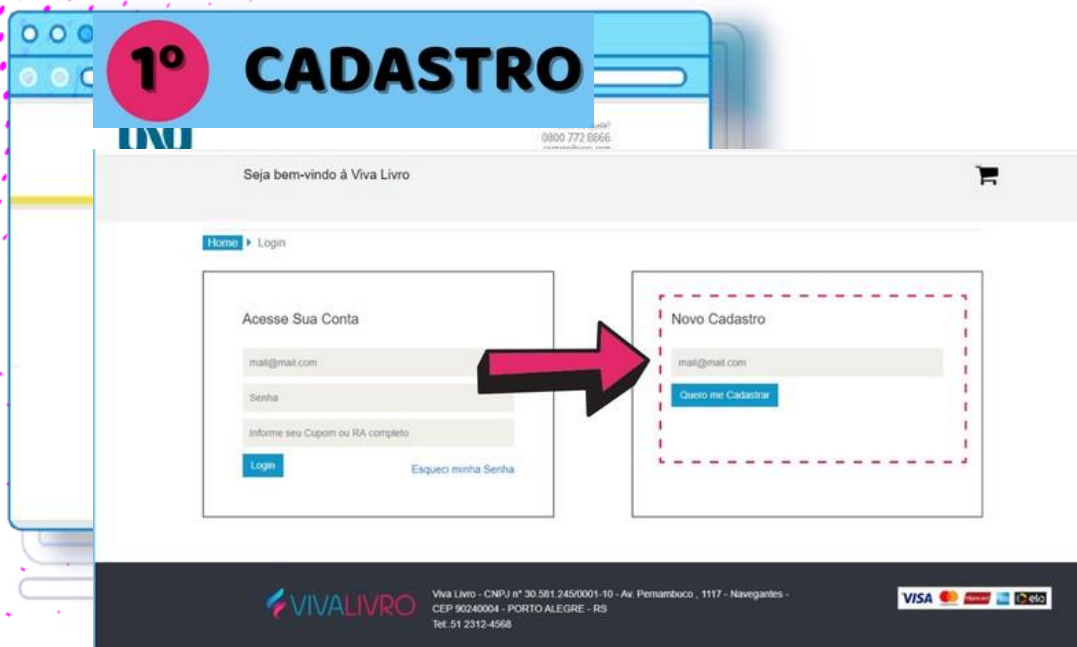 1º CADASTRO
0800 772 8866
Seja bem-vindo à Viva Livro
Home Login
Acesse Sua Conta
mail@mail.com
Senha
Informe seu Cupom ou RA completo
Login
Esqueci minha Senha
Novo Cadastro
mail@mail.com
Quero me Cadastrar
VIVALIVRO
Viva Livro - CNPJ nº 30.581.245/0001-10 - Av. Pernambuco , 1117 - Navegantes -
CEP 90240004 - PORTO ALEGRE - RS
Tel: 51 2312-4568
VISA
elo